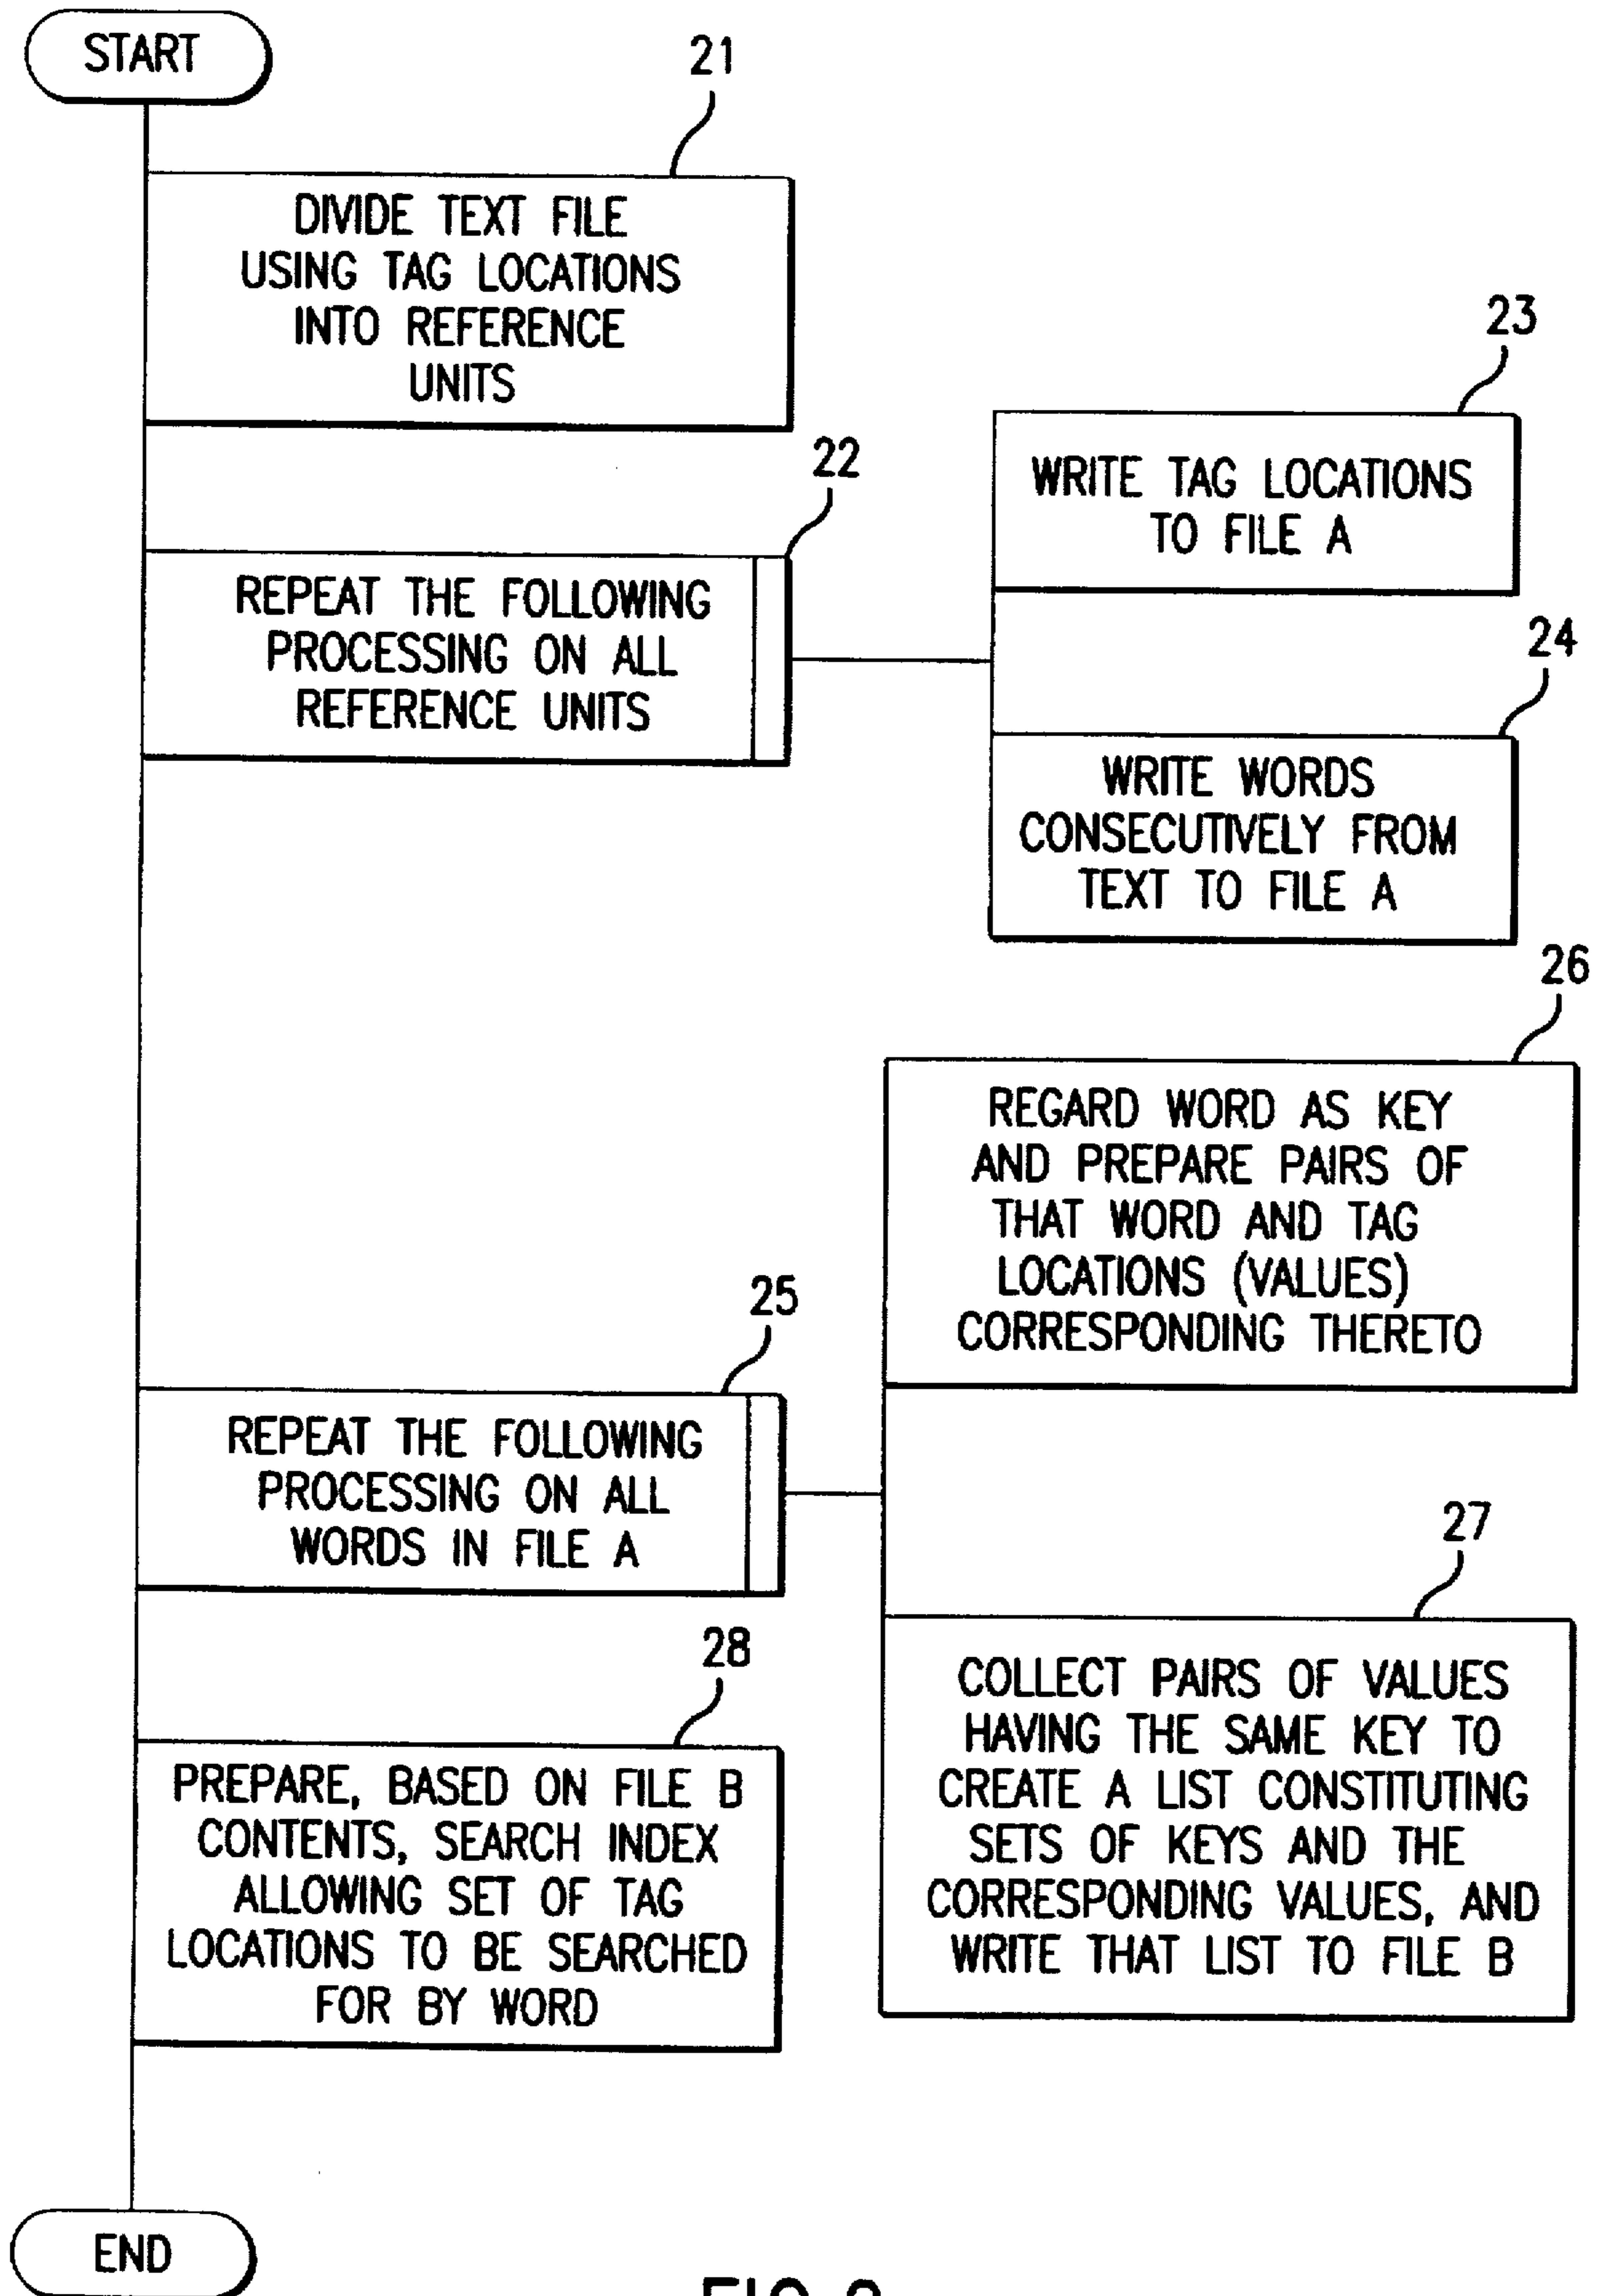 START
21
DIVIDE TEXT FILE
USING TAG LOCATIONS
INTO REFERENCE
UNITS
22
REPEAT THE FOLLOWING
PROCESSING ON ALL
REFERENCE UNITS
23
WRITE TAG LOCATIONS
TO FILE A
24
WRITE WORDS
CONSECUTIVELY FROM
TEXT TO FILE A
25
REPEAT THE FOLLOWING
PROCESSING ON ALL
WORDS IN FILE A
26
REGARD WORD AS KEY
AND PREPARE PAIRS OF
THAT WORD AND TAG
LOCATIONS (VALUES)
CORRESPONDING THERETO
27
COLLECT PAIRS OF VALUES
HAVING THE SAME KEY TO
CREATE A LIST CONSTITUTING
SETS OF KEYS AND THE
CORRESPONDING VALUES, AND
WRITE THAT LIST TO FILE B
28
PREPARE, BASED ON FILE B
CONTENTS, SEARCH INDEX
ALLOWING SET OF TAG
LOCATIONS TO BE SEARCHED
FOR BY WORD
END